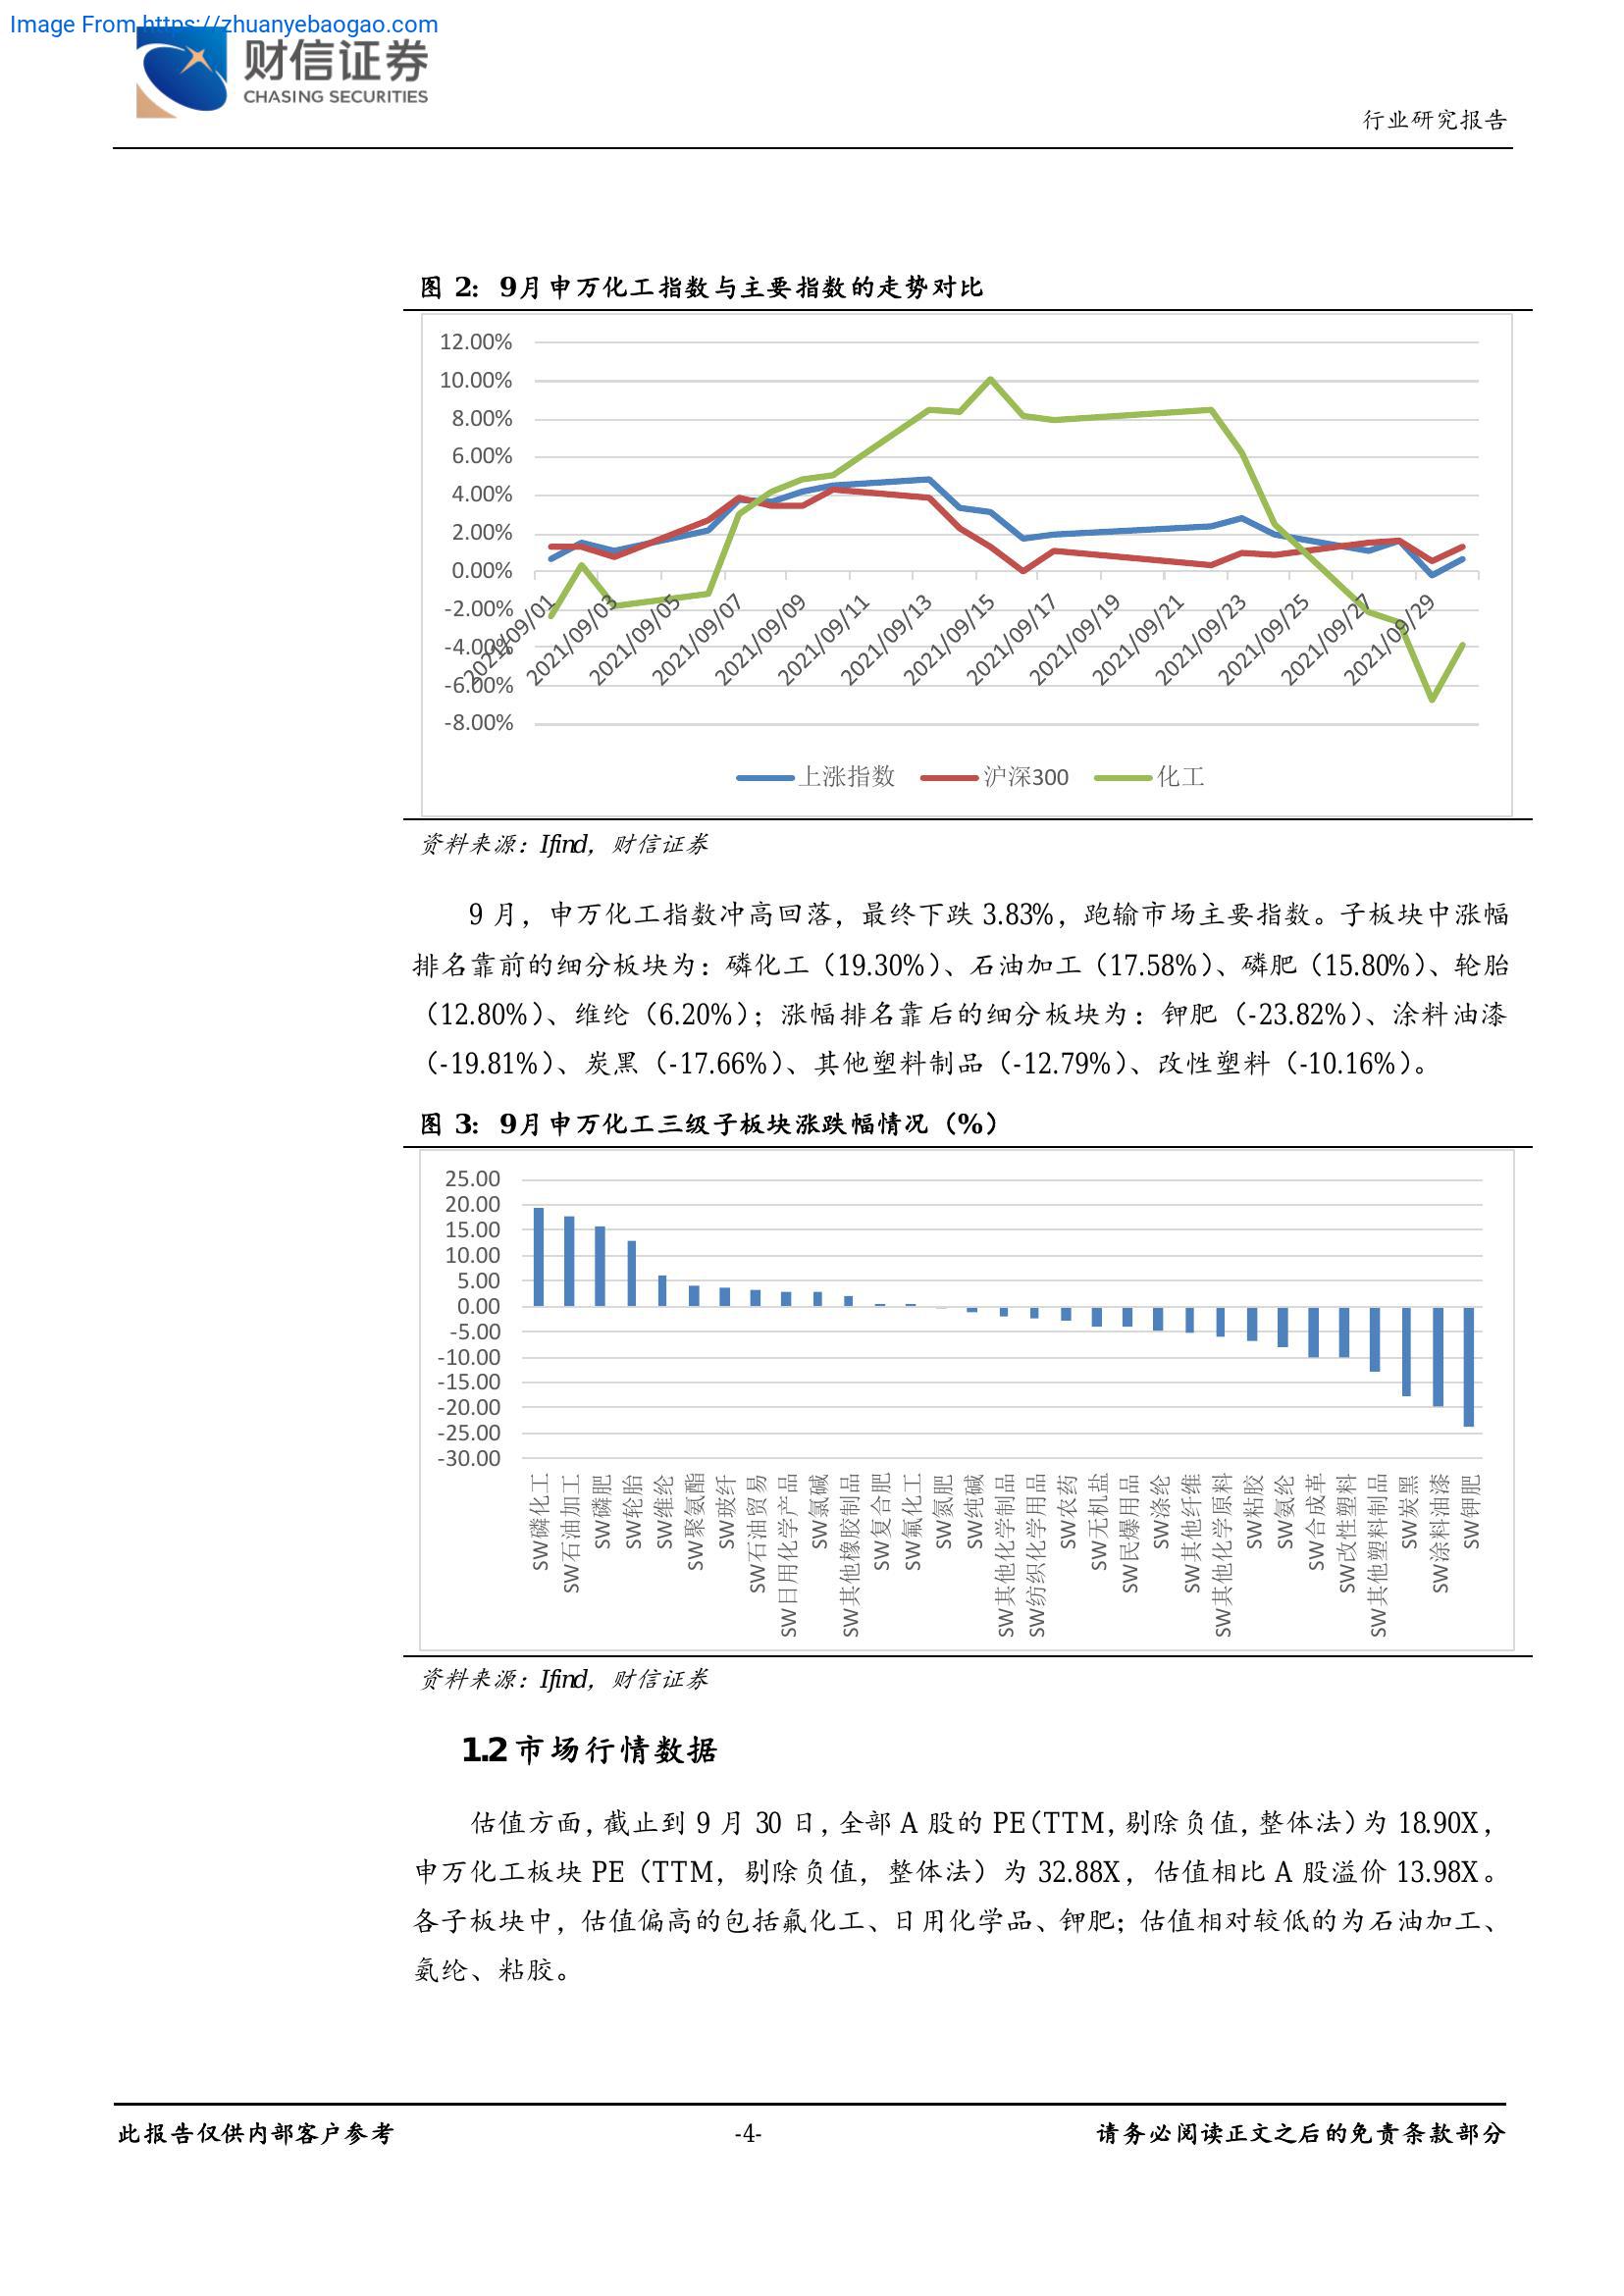 Image From https://zhuanyebaogao.com
财信证券
CHASING SECURITIES
行业研究报告
图 2：9月申万化工指数与主要指数的走势对比
12.00%
10.00%
8.00%
6.00%
4.00%
2.00%
0.00%
-2.00%
-4.00%
-6.00%
-8.00%
2021/09/01
2021/09/03
2021/09/05
2021/09/07
2021/09/09
2021/09/11
2021/09/13
2021/09/15
2021/09/17
2021/09/19
2021/09/21
2021/09/23
2021/09/25
2021/09/27
2021/09/29
上涨指数 沪深300 化工
资料来源：Ifind，财信证券
9 月，申万化工指数冲高回落，最终下跌 3.83%，跑输市场主要指数。子板块中涨幅
排名靠前的细分板块为：磷化工（19.30%）、石油加工（17.58%）、磷肥（15.80%）、轮胎
（12.80%）、维纶（6.20%）；涨幅排名靠后的细分板块为：钾肥（-23.82%）、涂料油漆
（-19.81%）、炭黑（-17.66%）、其他塑料制品（-12.79%）、改性塑料（-10.16%）。
图 3：9月申万化工三级子板块涨跌幅情况（%）
25.00
20.00
15.00
10.00
5.00
0.00
-5.00
-10.00
-15.00
-20.00
-25.00
-30.00
SW磷化工
SW石油加工
SW磷肥
SW轮胎
SW维纶
SW聚氨酯
SW玻纤
SW石油贸易
SW日用化学产品
SW氯碱
SW其他橡胶制品
SW复合肥
SW氟化工
SW氮肥
SW纯碱
SW其他化学制品
SW纺织化学用品
SW农药
SW无机盐
SW民爆用品
SW涤纶
SW其他纤维
SW其他化学原料
SW粘胶
SW氨纶
SW合成革
SW改性塑料
SW其他塑料制品
SW炭黑
SW涂料油漆
SW钾肥
资料来源：Ifind，财信证券
1.2 市场行情数据
估值方面，截止到 9 月 30 日，全部 A 股的 PE（TTM，剔除负值，整体法）为 18.90X，
申万化工板块 PE（TTM，剔除负值，整体法）为 32.88X，估值相比 A 股溢价 13.98X。
各子板块中，估值偏高的包括氟化工、日用化学品、钾肥；估值相对较低的为石油加工、
氨纶、粘胶。
此报告仅供内部客户参考
-4-
请务必阅读正文之后的免责条款部分